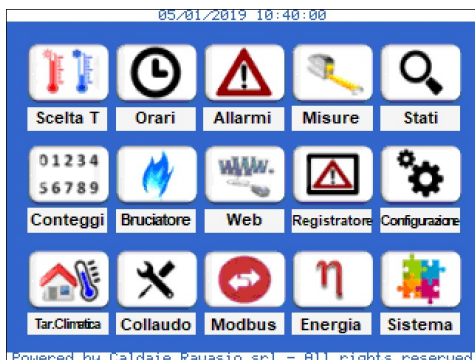 05/01/2019 10:40:00
Scelta T Orari Allarmi Misure Stati
01234
56789
www.
Conteggi Bruciatore Web Registratore Configurazione
η
Tar.Climatica Collaudo Modbus Energia Sistema
Powered by Caldaie Ravasio srl - All rights reserved